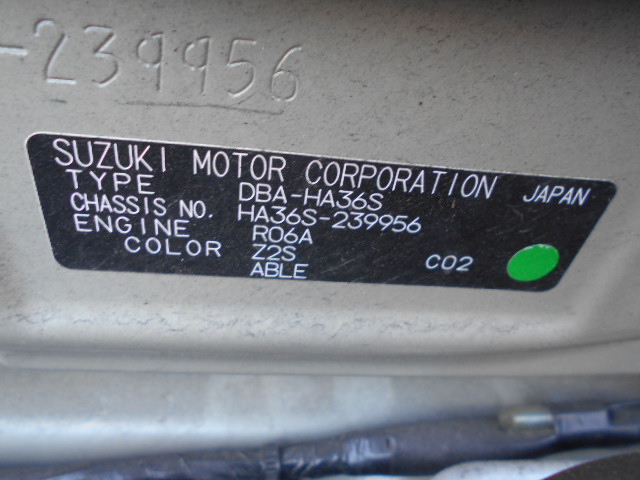 -239956
SUZUKI MOTOR CORPORATION JAPAN
TYPE DBA-HA36S
CHASSIS NO. HA36S-239956
ENGINE R06A
COLOR Z2S
ABLE C02